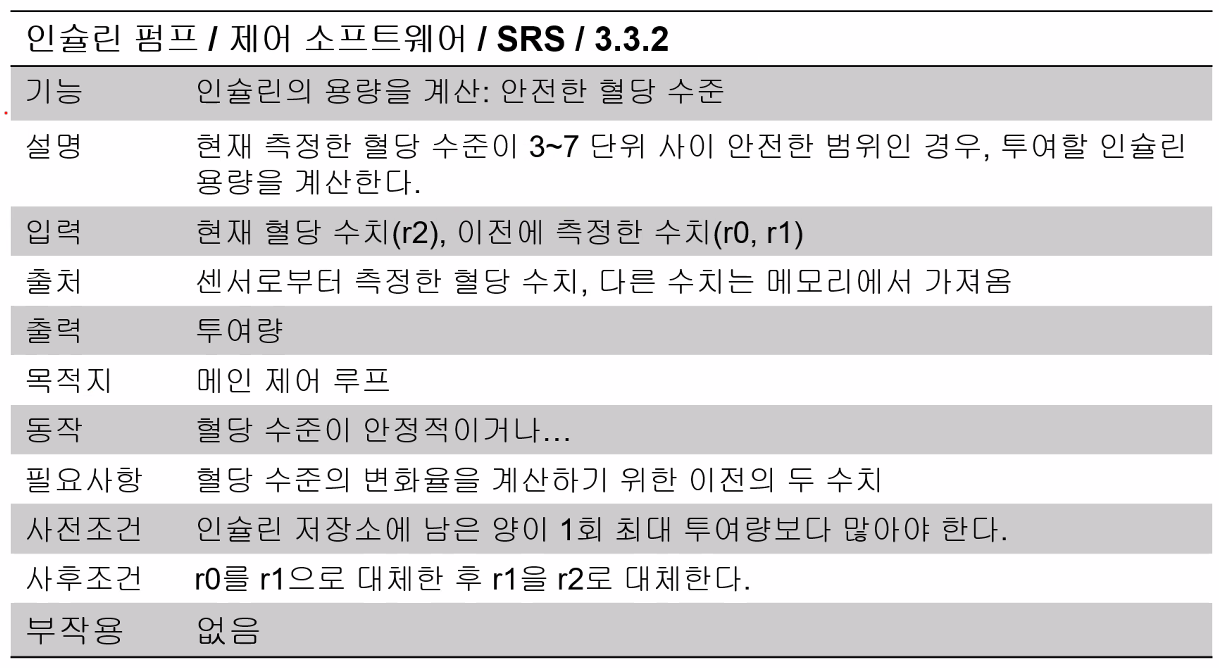 인슐린 펌프 / 제어 소프트웨어 / SRS / 3.3.2
기능 인슐린의 용량을 계산: 안전한 혈당 수준
설명 현재 측정한 혈당 수준이 3~7 단위 사이 안전한 범위인 경우, 투여할 인슐린
용량을 계산한다.
입력 현재 혈당 수치(r2), 이전에 측정한 수치(r0, r1)
출처 센서로부터 측정한 혈당 수치, 다른 수치는 메모리에서 가져옴
출력 투여량
목적지 메인 제어 루프
동작 혈당 수준이 안정적이거나…
필요사항 혈당 수준의 변화율을 계산하기 위한 이전의 두 수치
사전조건 인슐린 저장소에 남은 양이 1회 최대 투여량보다 많아야 한다.
사후조건 r0를 r1으로 대체한 후 r1을 r2로 대체한다.
부작용 없음